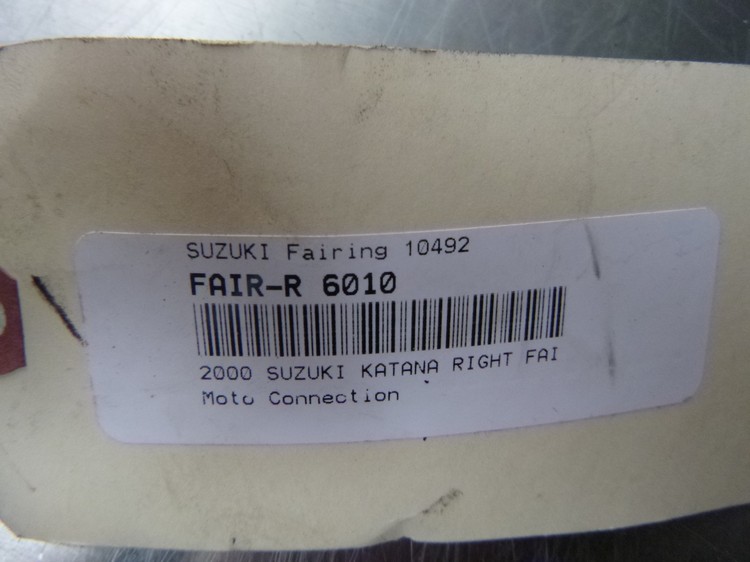 SUZUKI Fairing 10492
FAIR-R 6010
2000 SUZUKI KATANA RIGHT FAI
Moto Connection